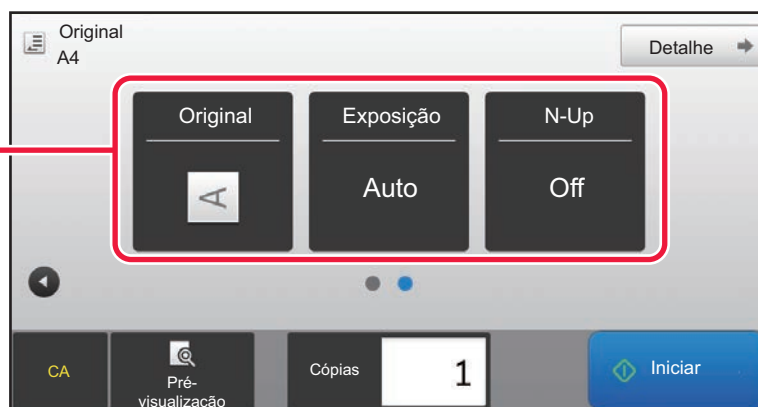 Original
A4
Detalhe
Original
Exposição
N-Up
A
Auto
Off
CA
Pré-
visualização
Cópias
1
Iniciar